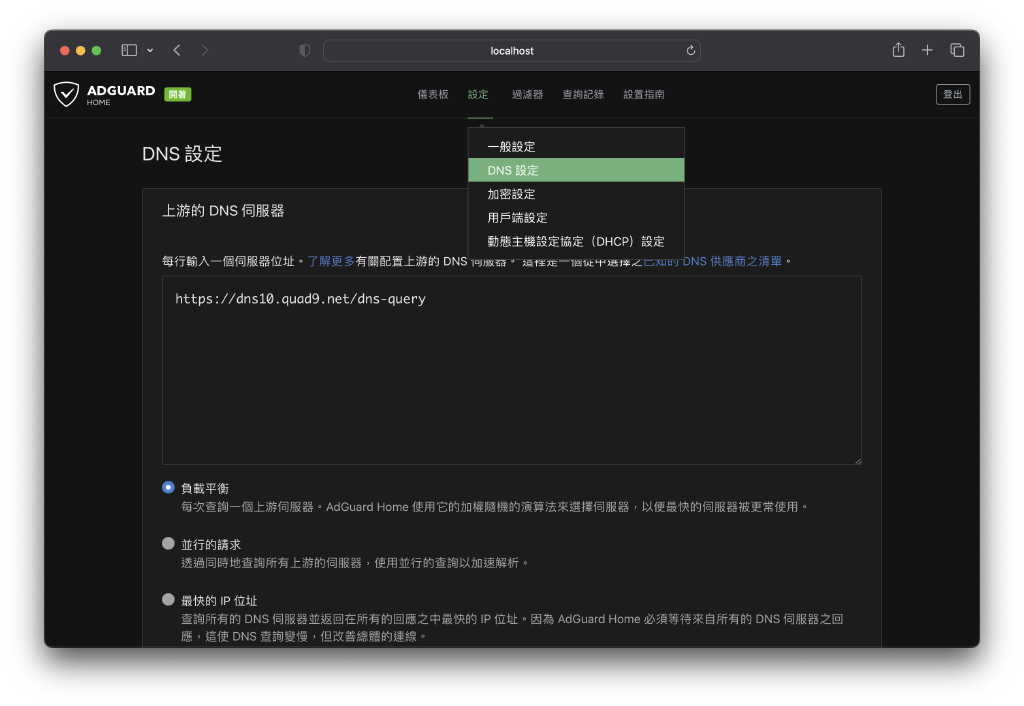 localhost
ADGUARD
HOME
開著
儀表板 設定 過濾器 查詢記錄 設置指南
登出
一般設定
DNS 設定
加密設定
用戶端設定
動態主機設定協定（DHCP）設定
DNS 設定
上游的 DNS 伺服器
每行輸入一個伺服器位址。了解更多有關配置上游的 DNS 伺服器。 這裡是一個從中選擇之已知的 DNS 供應商之清單。
https://dns10.quad9.net/dns-query
負載平衡
每次查詢一個上游伺服器。AdGuard Home 使用它的加權隨機的演算法來選擇伺服器，以便最快的伺服器被更常使用。
並行的請求
透過同時地查詢所有上游的伺服器，使用並行的查詢以加速解析。
最快的 IP 位址
查詢所有的 DNS 伺服器並返回在所有的回應之中最快的 IP 位址。因為 AdGuard Home 必須等待來自所有的 DNS 伺服器之回
應，這使 DNS 查詢變慢，但改善總體的連線。